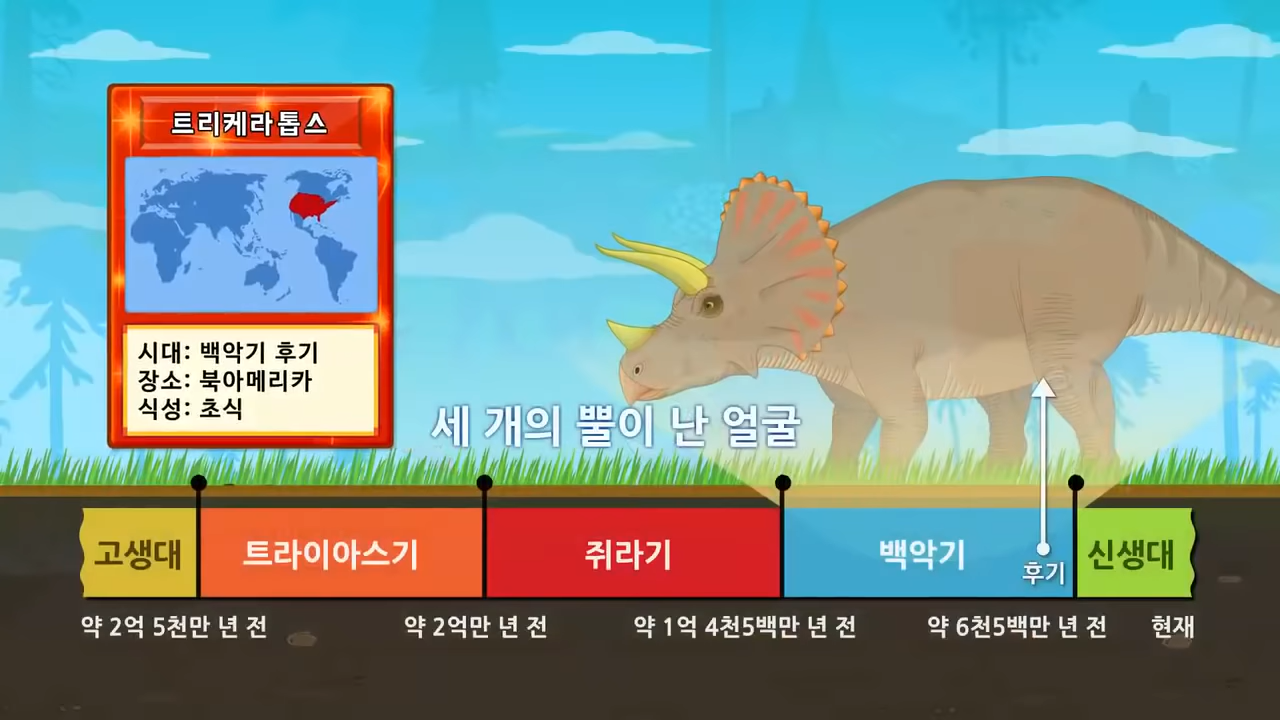 트리케라톱스
시대: 백악기 후기
장소: 북아메리카
식성: 초식
세 개의 뿔이 난 얼굴
고생대
트라이아스기
쥐라기
백악기
후기
신생대
약 2억 5천만 년 전
약 2억만 년 전
약 1억 4천5백만 년 전
약 6천5백만 년 전
현재